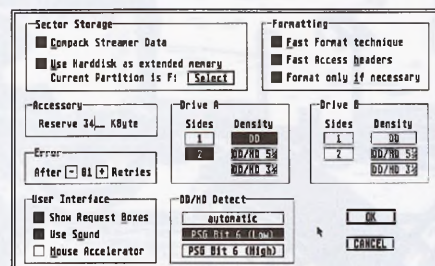 Sector Storage
Compack Streamer Data
Use Harddisk as extended memory
Current Partition is F: Select
Formatting
Fast Format technique
Fast Access headers
Format only if necessary
Accessory
Reserve 34__ KByte
Error
After - 01 + Retries
Drive A
Sides Density
1 DD
2 DD/HD 5¼
DD/HD 3½
Drive B
Sides Density
1 DD
2 DD/HD 5¼
DD/HD 3½
User Interface
Show Request Boxes
Use Sound
Mouse Accelerator
DD/HD Detect
automatic
PSG Bit 6 (Low)
PSG Bit 6 (High)
OK
CANCEL